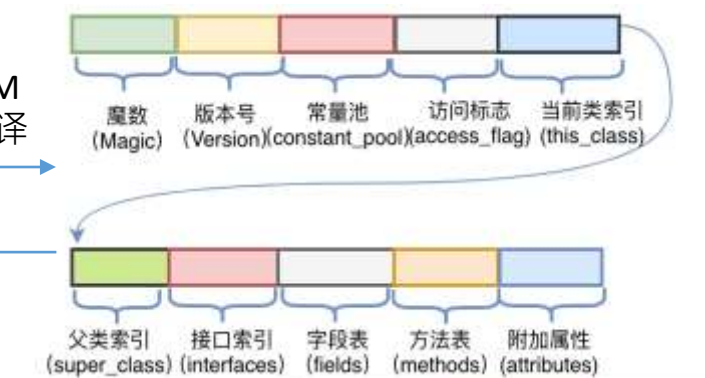 M
译
魔数 版本号 常量池 访问标志 当前类索引
(Magic) (Version) (constant_pool) (access_flag) (this_class)
父类索引 接口索引 字段表 方法表 附加属性
(super_class) (interfaces) (fields) (methods) (attributes)